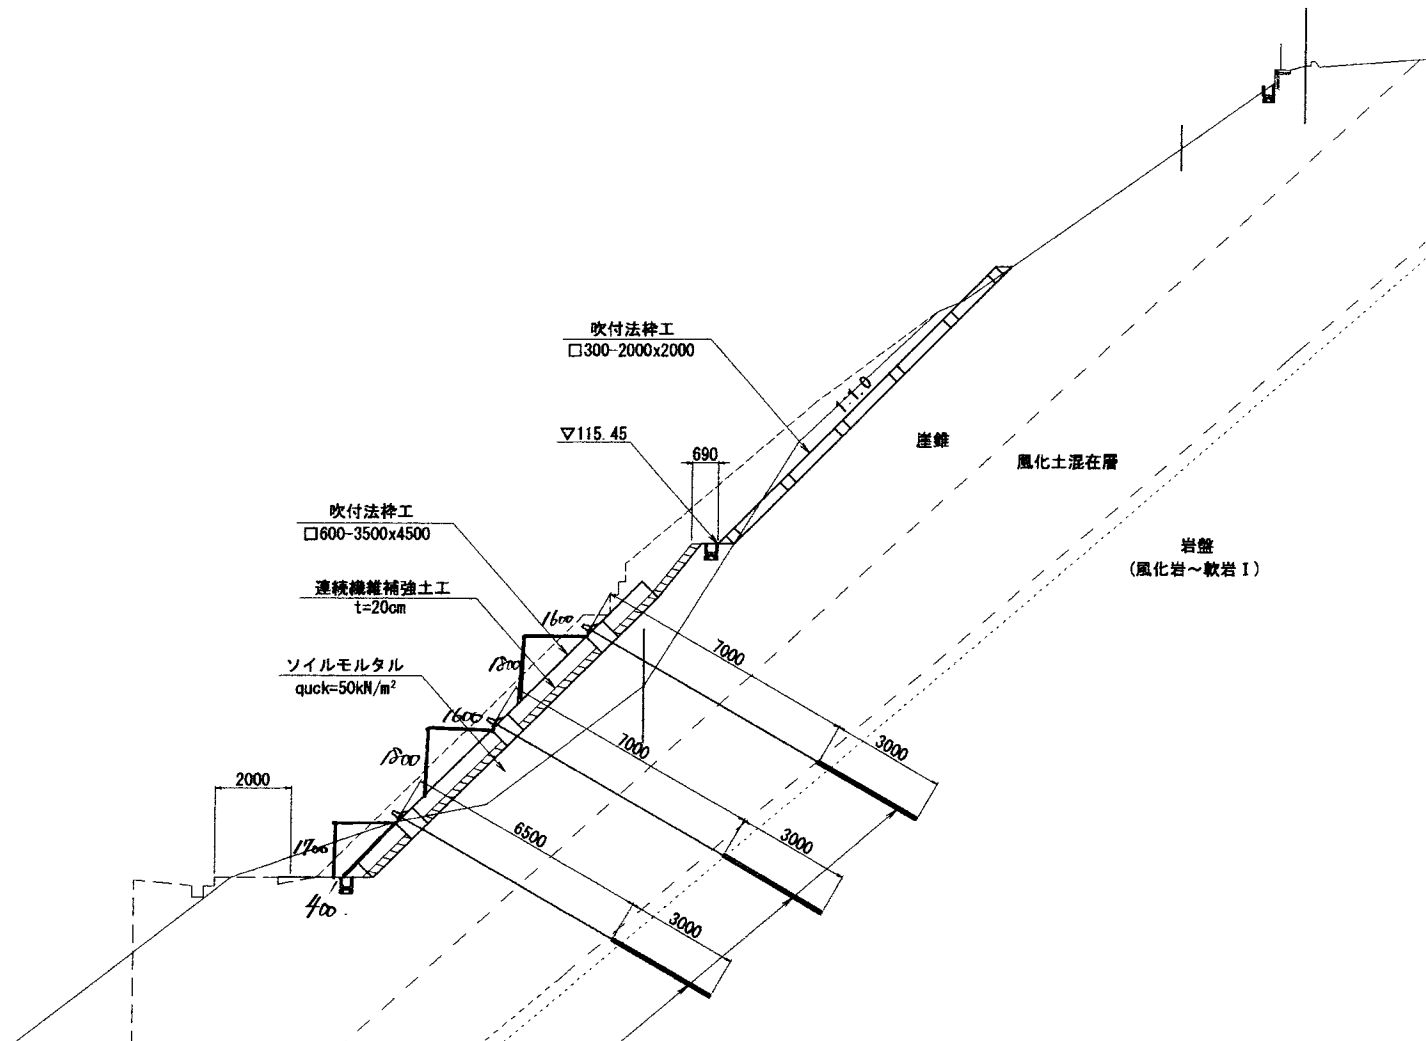 吹付法枠工
□300-2000x2000
1:1.0
▽115.45
690
崖錐
風化土混在層
岩盤
(風化岩～軟岩Ⅰ)
吹付法枠工
□600-3500x4500
連続繊維補強土工
t=20cm
ソイルモルタル
quck=50kN/m²
1600
1800
1600
1800
1700
400
2000
7000
3000
7000
3000
6500
3000